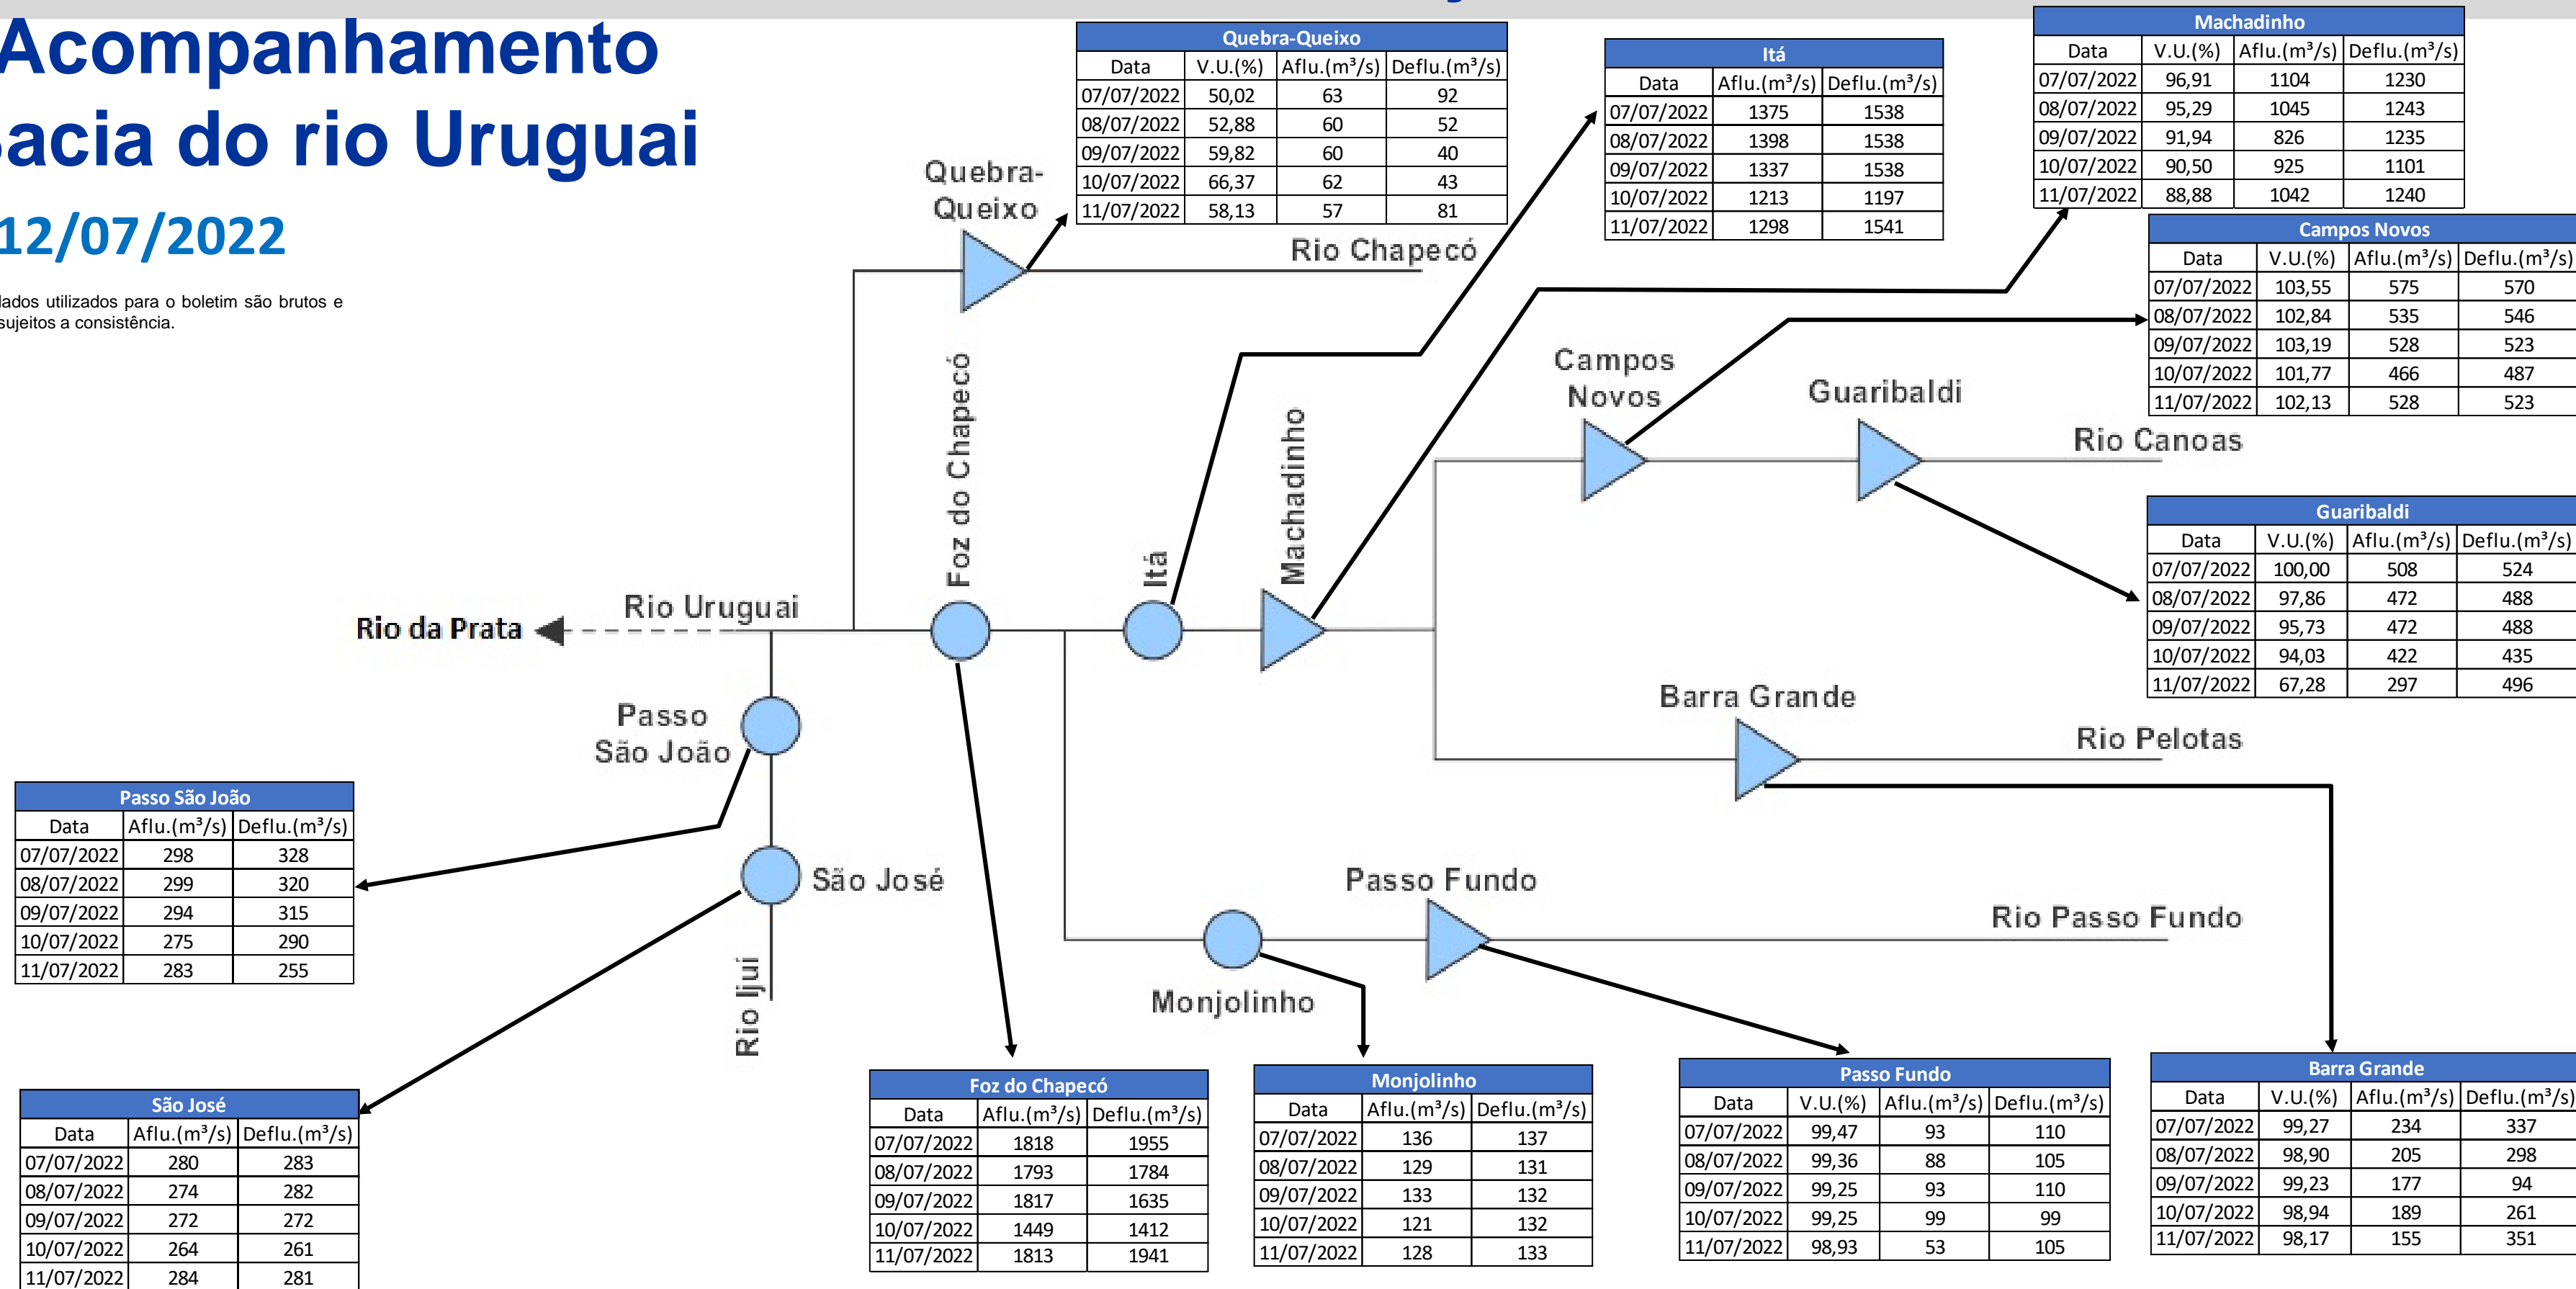 Acompanhamento
Bacia do rio Uruguai
12/07/2022
dados utilizados para o boletim são brutos e
sujeitos a consistência.
Quebra-Queixo
Data V.U.(%) Aflu.(m³/s) Deflu.(m³/s)
07/07/2022 50,02 63 92
08/07/2022 52,88 60 52
09/07/2022 59,82 60 40
10/07/2022 66,37 62 43
11/07/2022 58,13 57 81
Itá
Data Aflu.(m³/s) Deflu.(m³/s)
07/07/2022 1375 1538
08/07/2022 1398 1538
09/07/2022 1337 1538
10/07/2022 1213 1197
11/07/2022 1298 1541
Machadinho
Data V.U.(%) Aflu.(m³/s) Deflu.(m³/s)
07/07/2022 96,91 1104 1230
08/07/2022 95,29 1045 1243
09/07/2022 91,94 826 1235
10/07/2022 90,50 925 1101
11/07/2022 88,88 1042 1240
Campos Novos
Data V.U.(%) Aflu.(m³/s) Deflu.(m³/s)
07/07/2022 103,55 575 570
08/07/2022 102,84 535 546
09/07/2022 103,19 528 523
10/07/2022 101,77 466 487
11/07/2022 102,13 528 523
Guaribaldi
Data V.U.(%) Aflu.(m³/s) Deflu.(m³/s)
07/07/2022 100,00 508 524
08/07/2022 97,86 472 488
09/07/2022 95,73 472 488
10/07/2022 94,03 422 435
11/07/2022 67,28 297 496
Quebra-
Queixo
Rio Chapecó
Foz do Chapecó
Itá
Machadinho
Campos
Novos
Guaribaldi
Rio Canoas
Rio da Prata
Rio Uruguai
Passo
São João
São José
Rio Ijui
Barra Grande
Rio Pelotas
Passo Fundo
Rio Passo Fundo
Monjolinho
Passo São João
Data Aflu.(m³/s) Deflu.(m³/s)
07/07/2022 298 328
08/07/2022 299 320
09/07/2022 294 315
10/07/2022 275 290
11/07/2022 283 255
São José
Data Aflu.(m³/s) Deflu.(m³/s)
07/07/2022 280 283
08/07/2022 274 282
09/07/2022 272 272
10/07/2022 264 261
11/07/2022 284 281
Foz do Chapecó
Data Aflu.(m³/s) Deflu.(m³/s)
07/07/2022 1818 1955
08/07/2022 1793 1784
09/07/2022 1817 1635
10/07/2022 1449 1412
11/07/2022 1813 1941
Monjolinho
Data Aflu.(m³/s) Deflu.(m³/s)
07/07/2022 136 137
08/07/2022 129 131
09/07/2022 133 132
10/07/2022 121 132
11/07/2022 128 133
Passo Fundo
Data V.U.(%) Aflu.(m³/s) Deflu.(m³/s)
07/07/2022 99,47 93 110
08/07/2022 99,36 88 105
09/07/2022 99,25 93 110
10/07/2022 99,25 99 99
11/07/2022 98,93 53 105
Barra Grande
Data V.U.(%) Aflu.(m³/s) Deflu.(m³/s)
07/07/2022 99,27 234 337
08/07/2022 98,90 205 298
09/07/2022 99,23 177 94
10/07/2022 98,94 189 261
11/07/2022 98,17 155 351